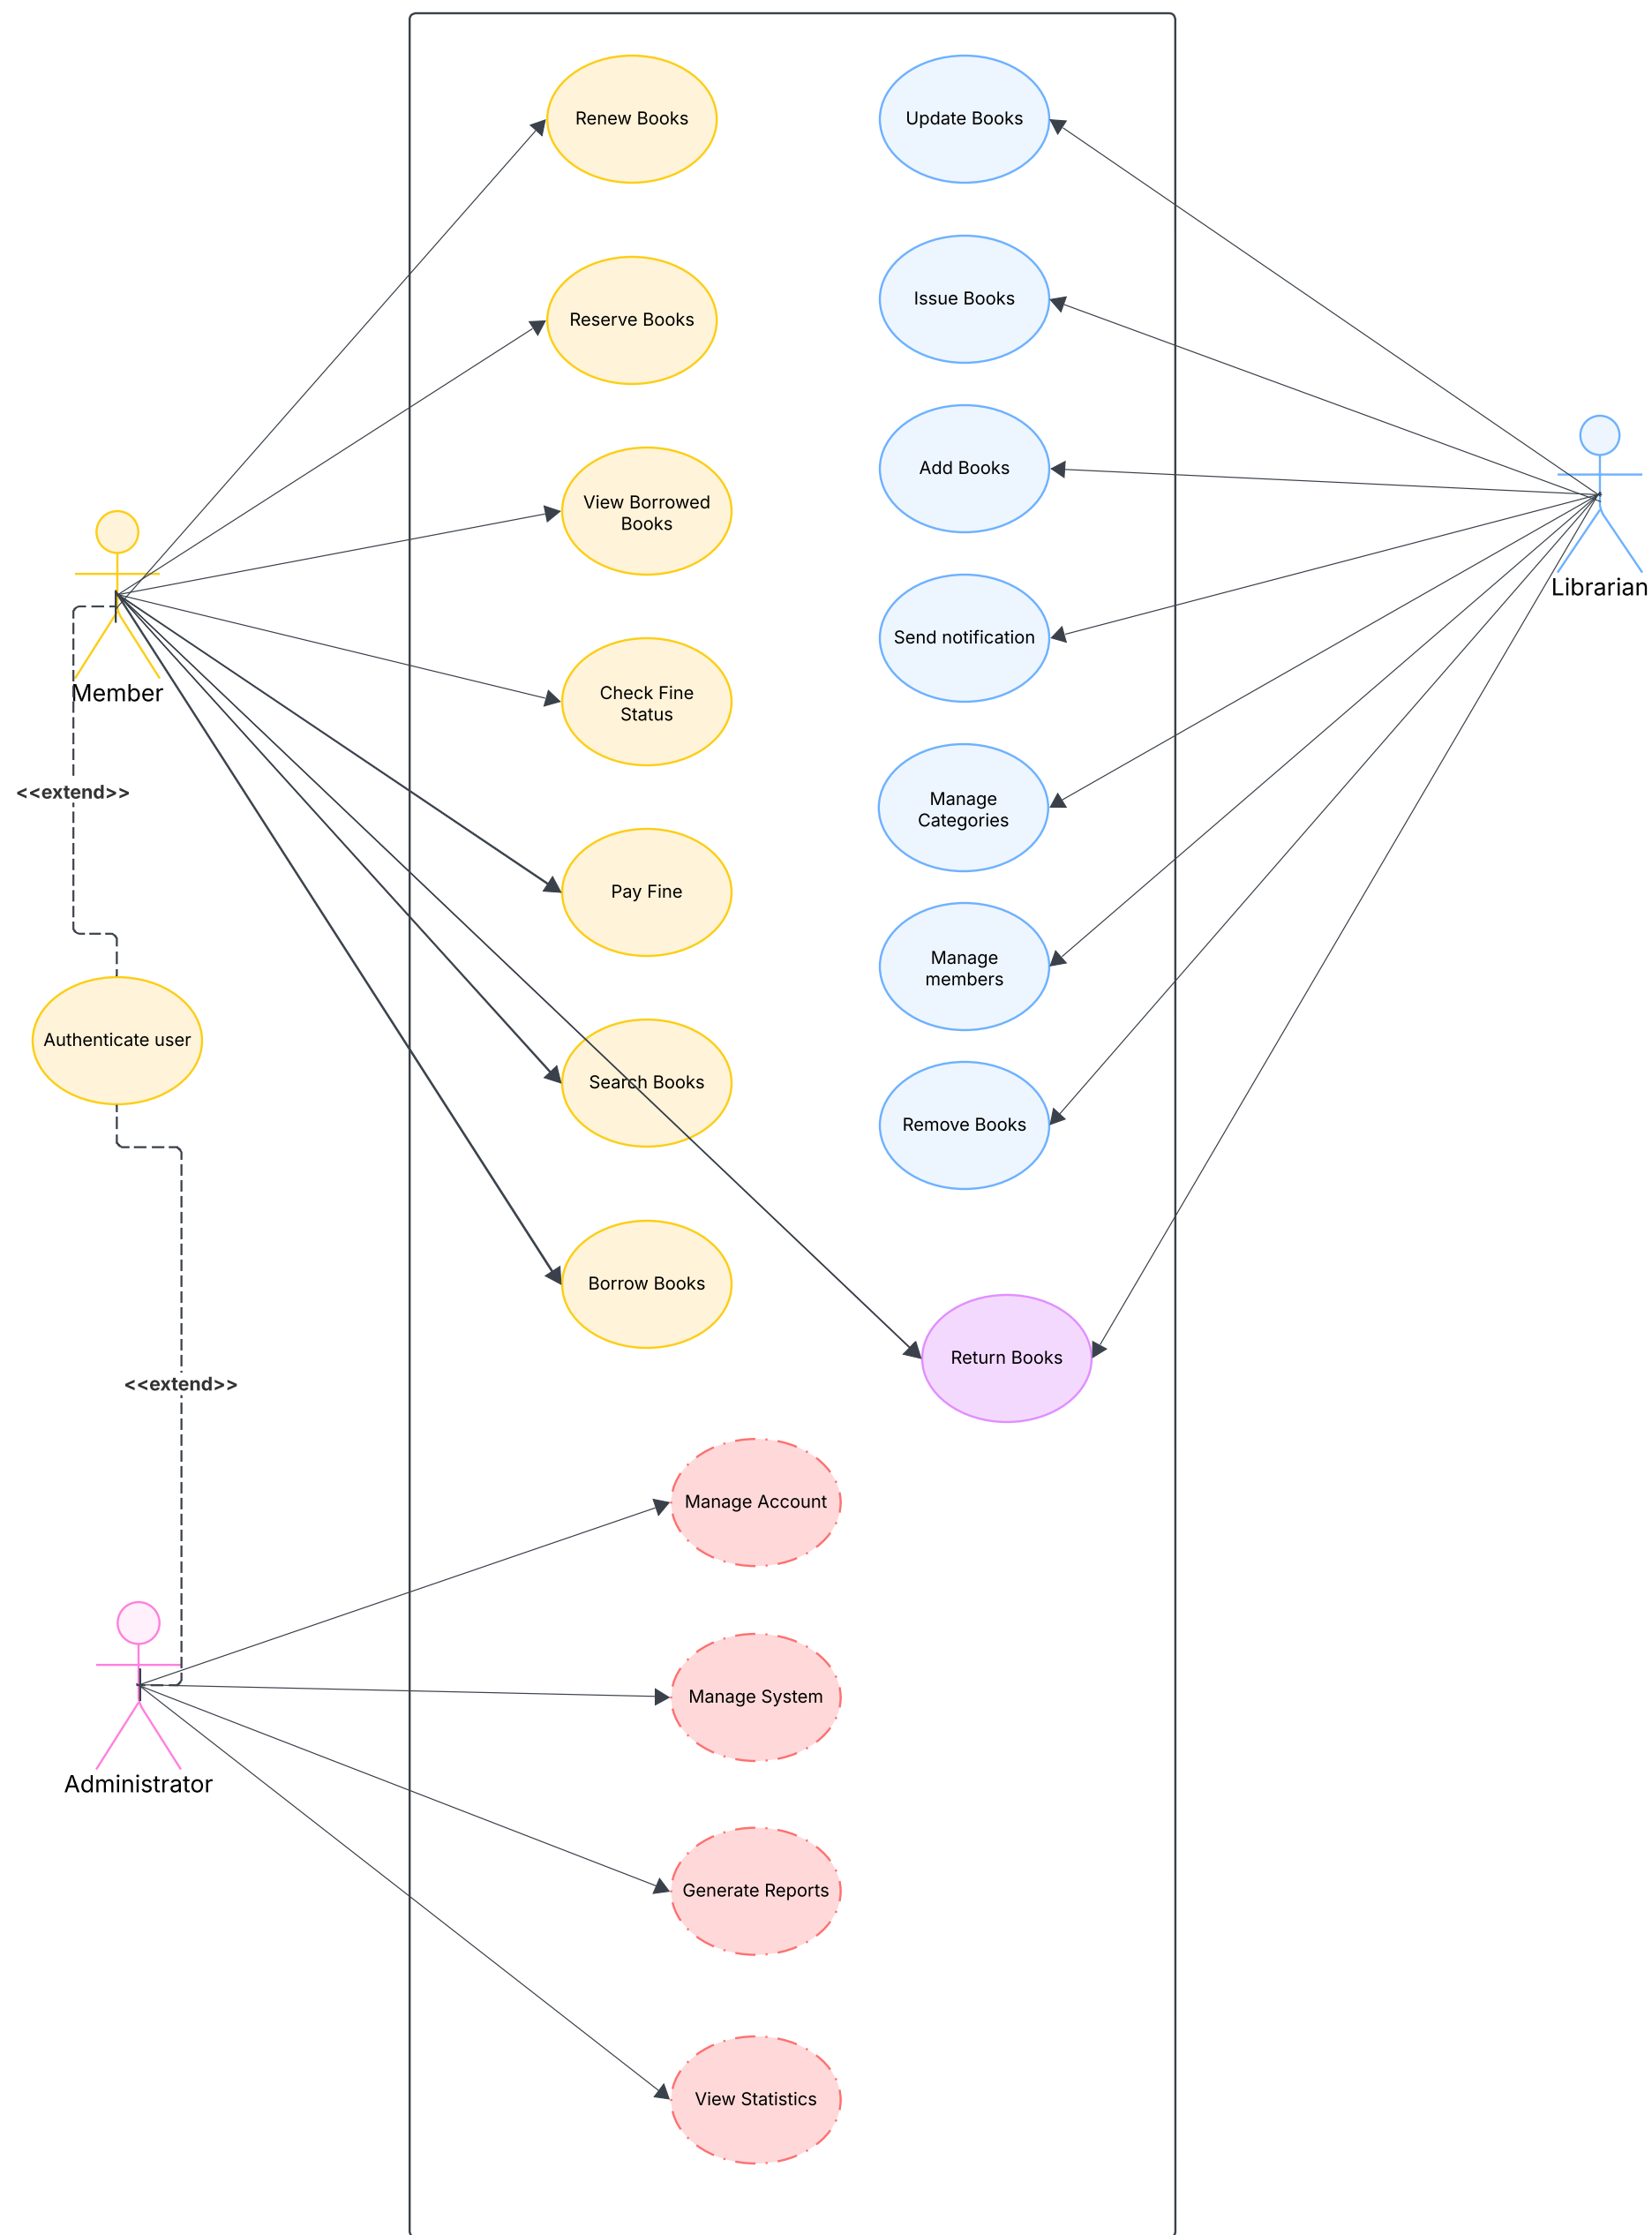 Renew Books
Update Books
Issue Books
Reserve Books
Add Books
View Borrowed
Books
Librarian
Send notification
Member
Check Fine
Status
<<extend>>
Manage
Categories
Pay Fine
Manage
members
Authenticate user
Search Books
Remove Books
Borrow Books
Return Books
<<extend>>
Manage Account
Manage System
Administrator
Generate Reports
View Statistics